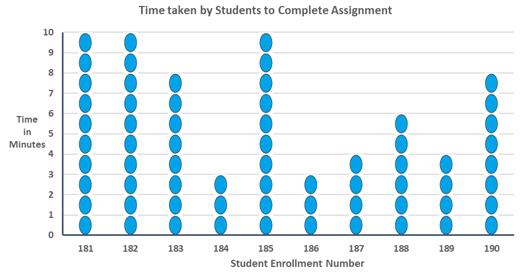 Time taken by Students to Complete Assignment
10
9
8
7
6
5
4
3
2
1
0
Time
in
Minutes
181 182 183 184 185 186 187 188 189 190
Student Enrollment Number